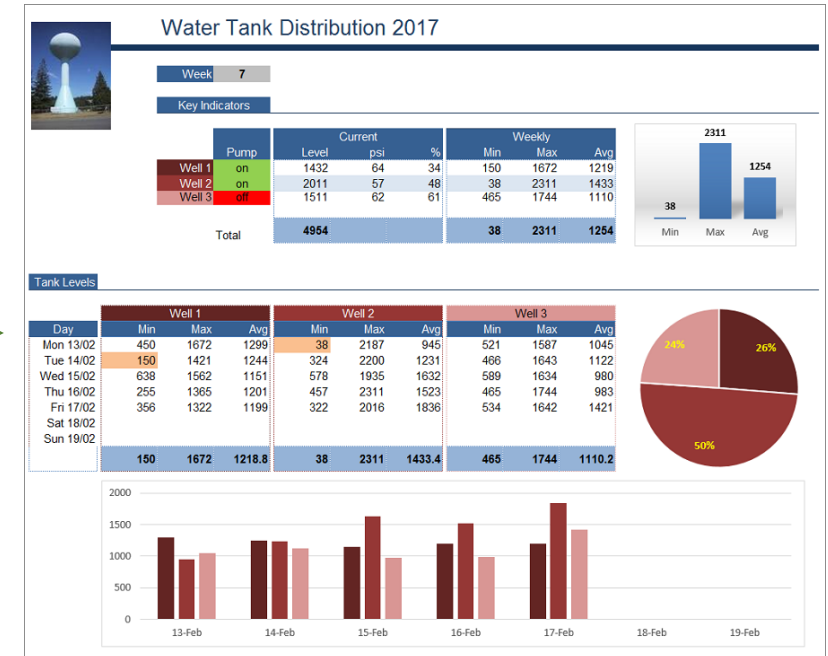 Water Tank Distribution 2017
Week 7
Key Indicators
Current Weekly
Pump Level psi % Min Max Avg
Well 1 on 1432 64 34 150 1672 1219
Well 2 on 2011 57 48 38 2311 1433
Well 3 off 1511 62 61 465 1744 1110
Total 4954 38 2311 1254
2311
1254
38
Min Max Avg
Tank Levels
Well 1 Well 2 Well 3
Day Min Max Avg Min Max Avg Min Max Avg
Mon 13/02 450 1672 1299 38 2187 945 521 1587 1045
Tue 14/02 150 1421 1244 324 2200 1231 466 1643 1122
Wed 15/02 638 1562 1151 578 1935 1632 589 1634 980
Thu 16/02 255 1365 1201 457 2311 1523 465 1744 983
Fri 17/02 356 1322 1199 322 2016 1836 534 1642 1421
Sat 18/02
Sun 19/02
150 1672 1218.8 38 2311 1433.4 465 1744 1110.2
24% 26%
50%
2000
1500
1000
500
0
13-Feb 14-Feb 15-Feb 16-Feb 17-Feb 18-Feb 19-Feb